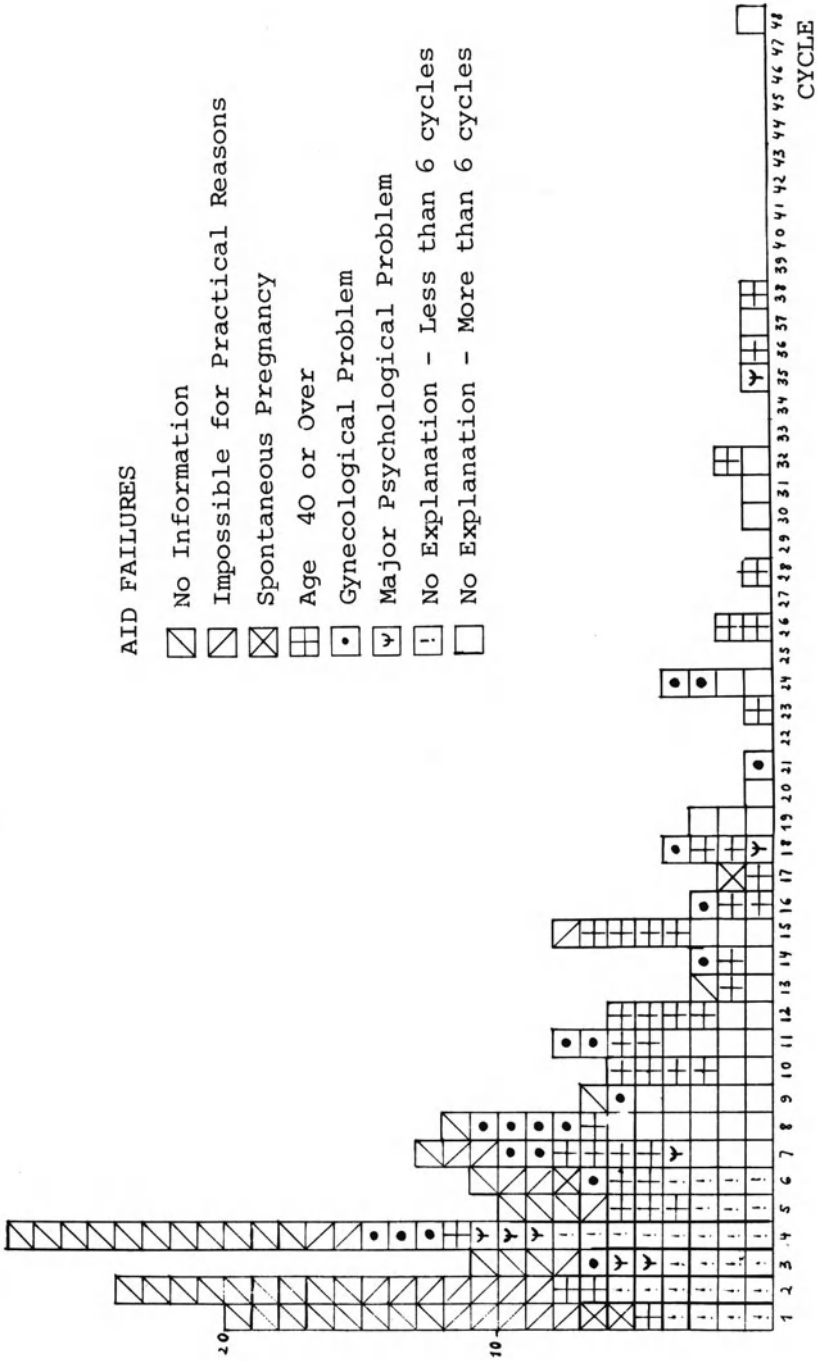 AID FAILURES
No Information
Impossible for Practical Reasons
Spontaneous Pregnancy
Age 40 or Over
Gynecological Problem
Major Psychological Problem
No Explanation - Less than 6 cycles
No Explanation - More than 6 cycles
20
10
1 2 3 4 5 6 7 8 9 10 11 12 13 14 15 16 17 18 19 20 21 22 23 24 25 26 27 28 29 30 31 32 33 34 35 36 37 38 39 40 41 42 43 44 45 46 47 48
CYCLE